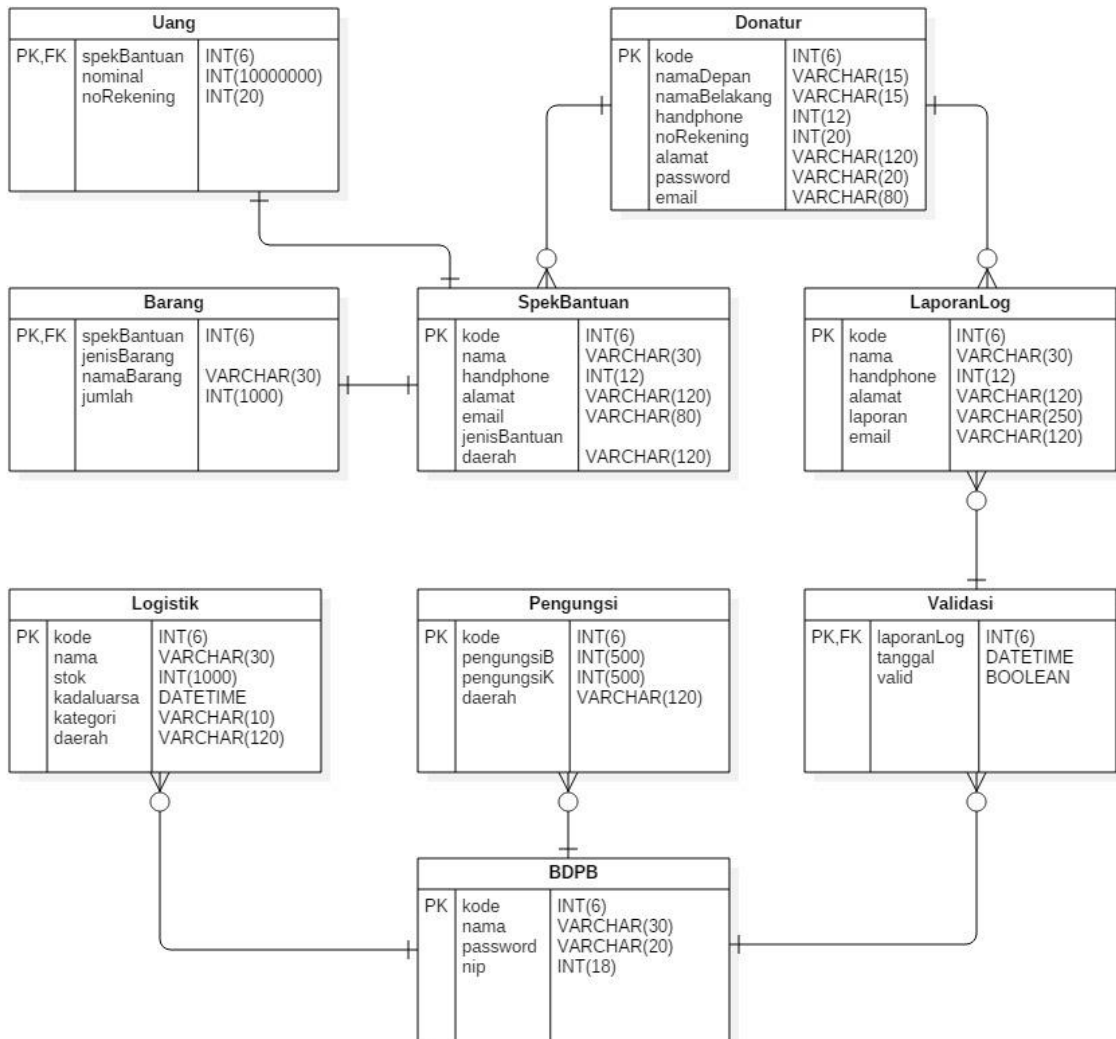 Uang
PK,FK spekBantuan INT(6)
nominal INT(10000000)
noRekening INT(20)
Donatur
PK kode INT(6)
namaDepan VARCHAR(15)
namaBelakang VARCHAR(15)
handphone INT(12)
noRekening INT(20)
alamat VARCHAR(120)
password VARCHAR(20)
email VARCHAR(80)
Barang
PK,FK spekBantuan INT(6)
jenisBarang
namaBarang VARCHAR(30)
jumlah INT(1000)
SpekBantuan
PK kode INT(6)
nama VARCHAR(30)
handphone INT(12)
alamat VARCHAR(120)
email VARCHAR(80)
jenisBantuan
daerah VARCHAR(120)
LaporanLog
PK kode INT(6)
nama VARCHAR(30)
handphone INT(12)
alamat VARCHAR(120)
laporan VARCHAR(250)
email VARCHAR(120)
Logistik
PK kode INT(6)
nama VARCHAR(30)
stok INT(1000)
kadaluarsa DATETIME
kategori VARCHAR(10)
daerah VARCHAR(120)
Pengungsi
PK kode INT(6)
pengungsiB INT(500)
pengungsiK INT(500)
daerah VARCHAR(120)
Validasi
PK,FK laporanLog INT(6)
tanggal DATETIME
valid BOOLEAN
BDPB
PK kode INT(6)
nama VARCHAR(30)
password VARCHAR(20)
nip INT(18)